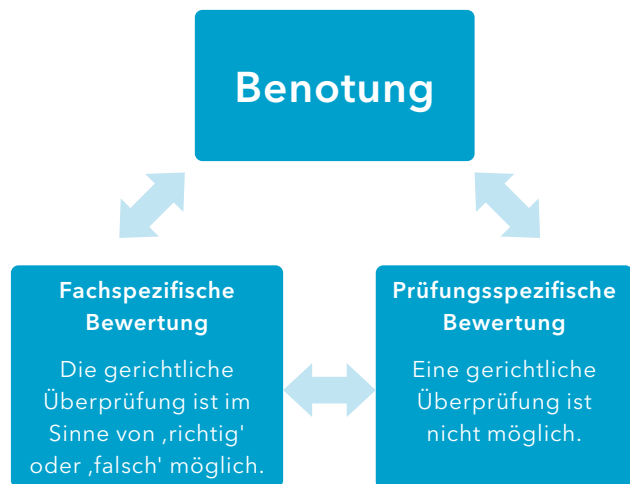 Benotung
Fachspezifische
Bewertung
Die gerichtliche
Überprüfung ist im
Sinne von ‚richtig'
oder ‚falsch' möglich.
Prüfungsspezifische
Bewertung
Eine gerichtliche
Überprüfung ist
nicht möglich.